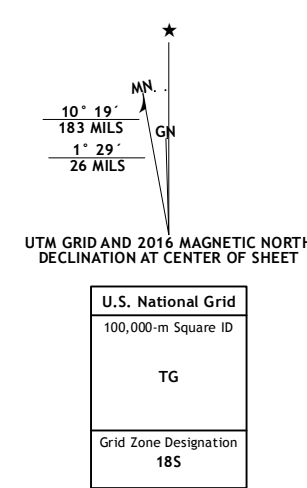 ★
MN
10° 19´
183 MILS
GN
1° 29´
26 MILS
UTM GRID AND 2016 MAGNETIC NORTH
DECLINATION AT CENTER OF SHEET
U.S. National Grid
100,000-m Square ID
TG
Grid Zone Designation
18S